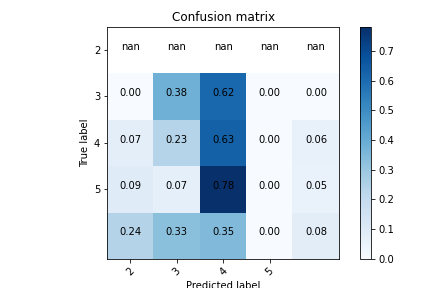 Confusion matrix
2 nan nan nan nan nan
3 0.00 0.38 0.62 0.00 0.00
4 0.07 0.23 0.63 0.00 0.06
5 0.09 0.07 0.78 0.00 0.05
0.24 0.33 0.35 0.00 0.08
2 3 4 5
True label
Predicted label
0.7
0.6
0.5
0.4
0.3
0.2
0.1
0.0